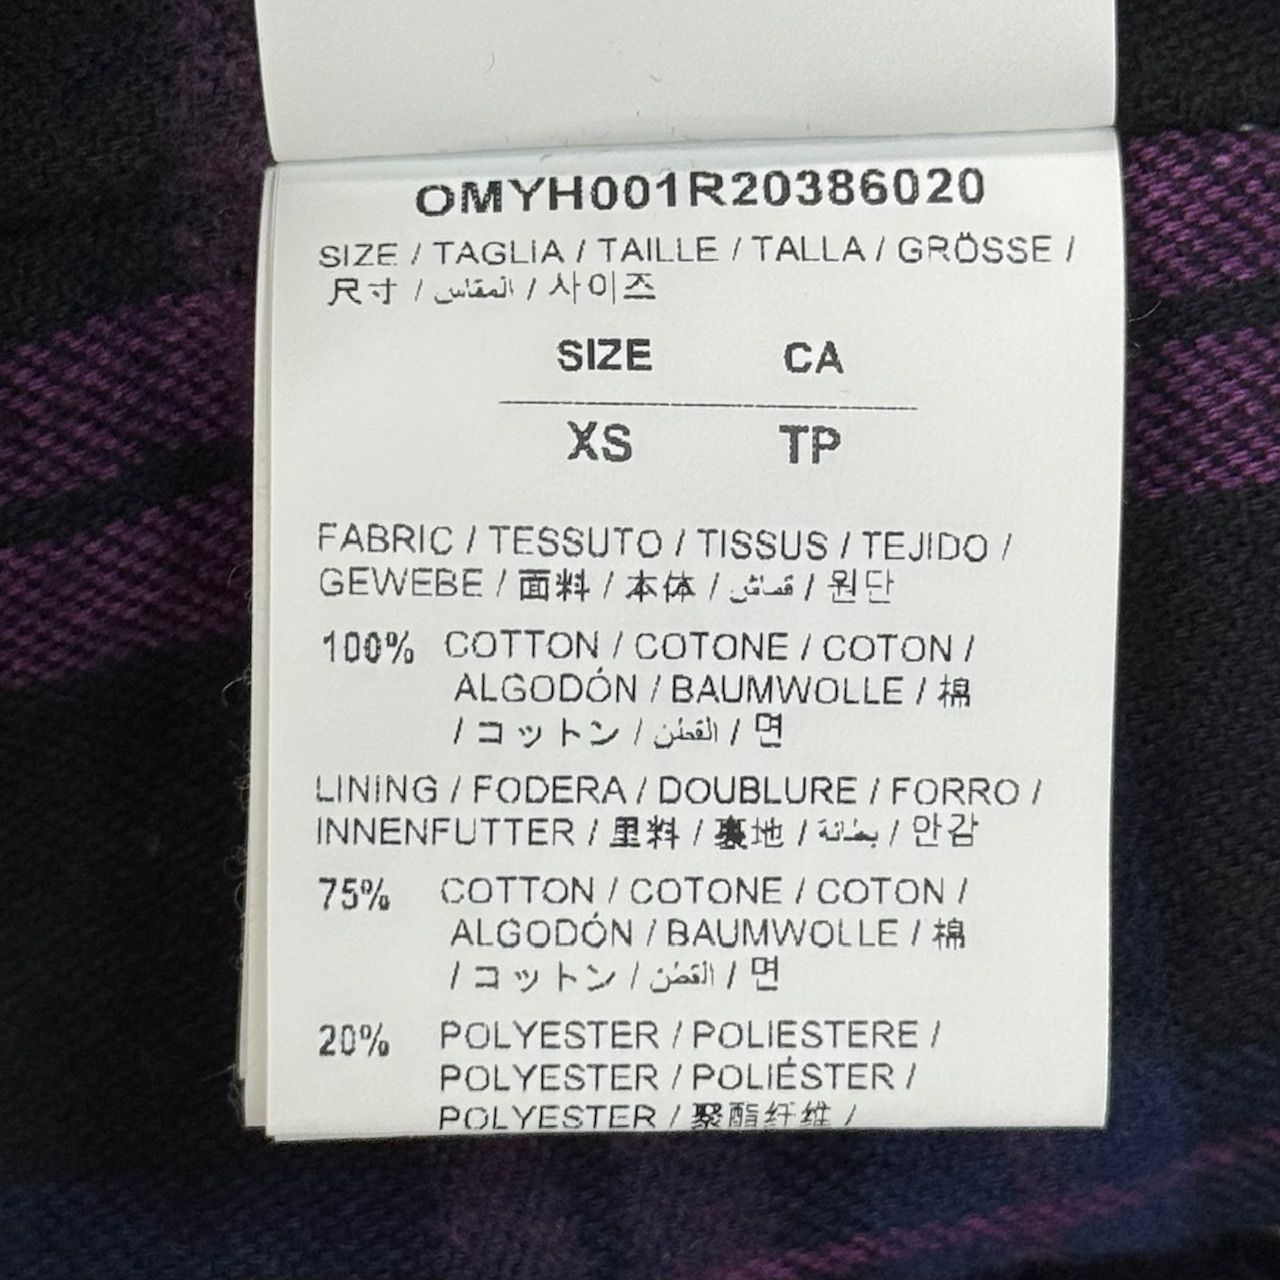 OMYH001R20386020
SIZE / TAGLIA / TAILLE / TALLA / GRÖSSE /
尺寸 / المقاس / 사이즈
SIZE CA
XS TP
FABRIC / TESSUTO / TISSUS / TEJIDO /
GEWEBE / 面料 / 本体 / قماش / 원단
100% COTTON / COTONE / COTON /
ALGODÓN / BAUMWOLLE / 棉
/ コットン / القطن / 면
LINING / FODERA / DOUBLURE / FORRO /
INNENFUTTER / 里料 / 裏地 / بطانة / 안감
75% COTTON / COTONE / COTON /
ALGODÓN / BAUMWOLLE / 棉
/ コットン / القطن / 면
20% POLYESTER / POLIESTERE /
POLYESTER / POLIÉSTER /
POLYESTER / 聚酯纤维 /